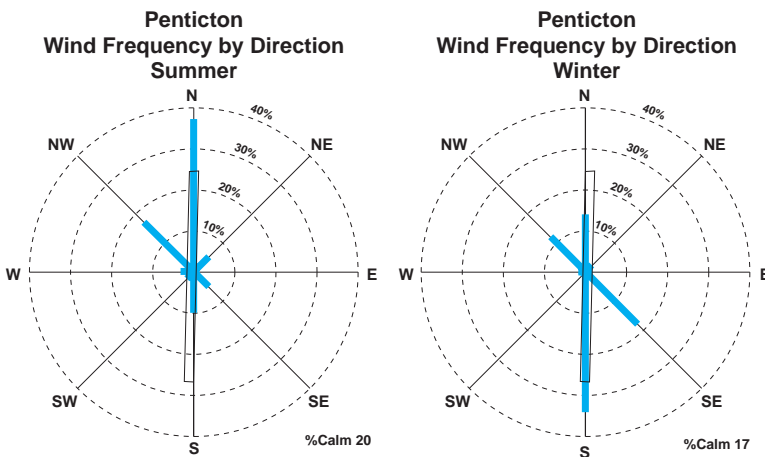 Penticton
Wind Frequency by Direction
Summer
N
40%
NW
NE
30%
20%
10%
W
E
SW
SE
S
%Calm 20
Penticton
Wind Frequency by Direction
Winter
N
40%
NW
NE
30%
20%
10%
W
E
SW
SE
S
%Calm 17